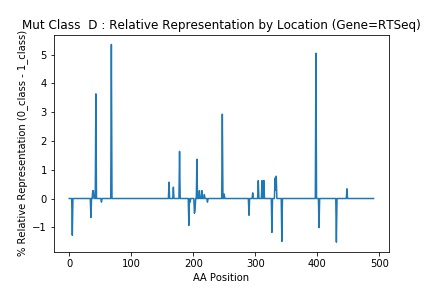 Mut Class  D : Relative Representation by Location (Gene=RTSeq)
% Relative Representation (0_class - 1_class)
5
4
3
2
1
0
−1
0 100 200 300 400 500
AA Position